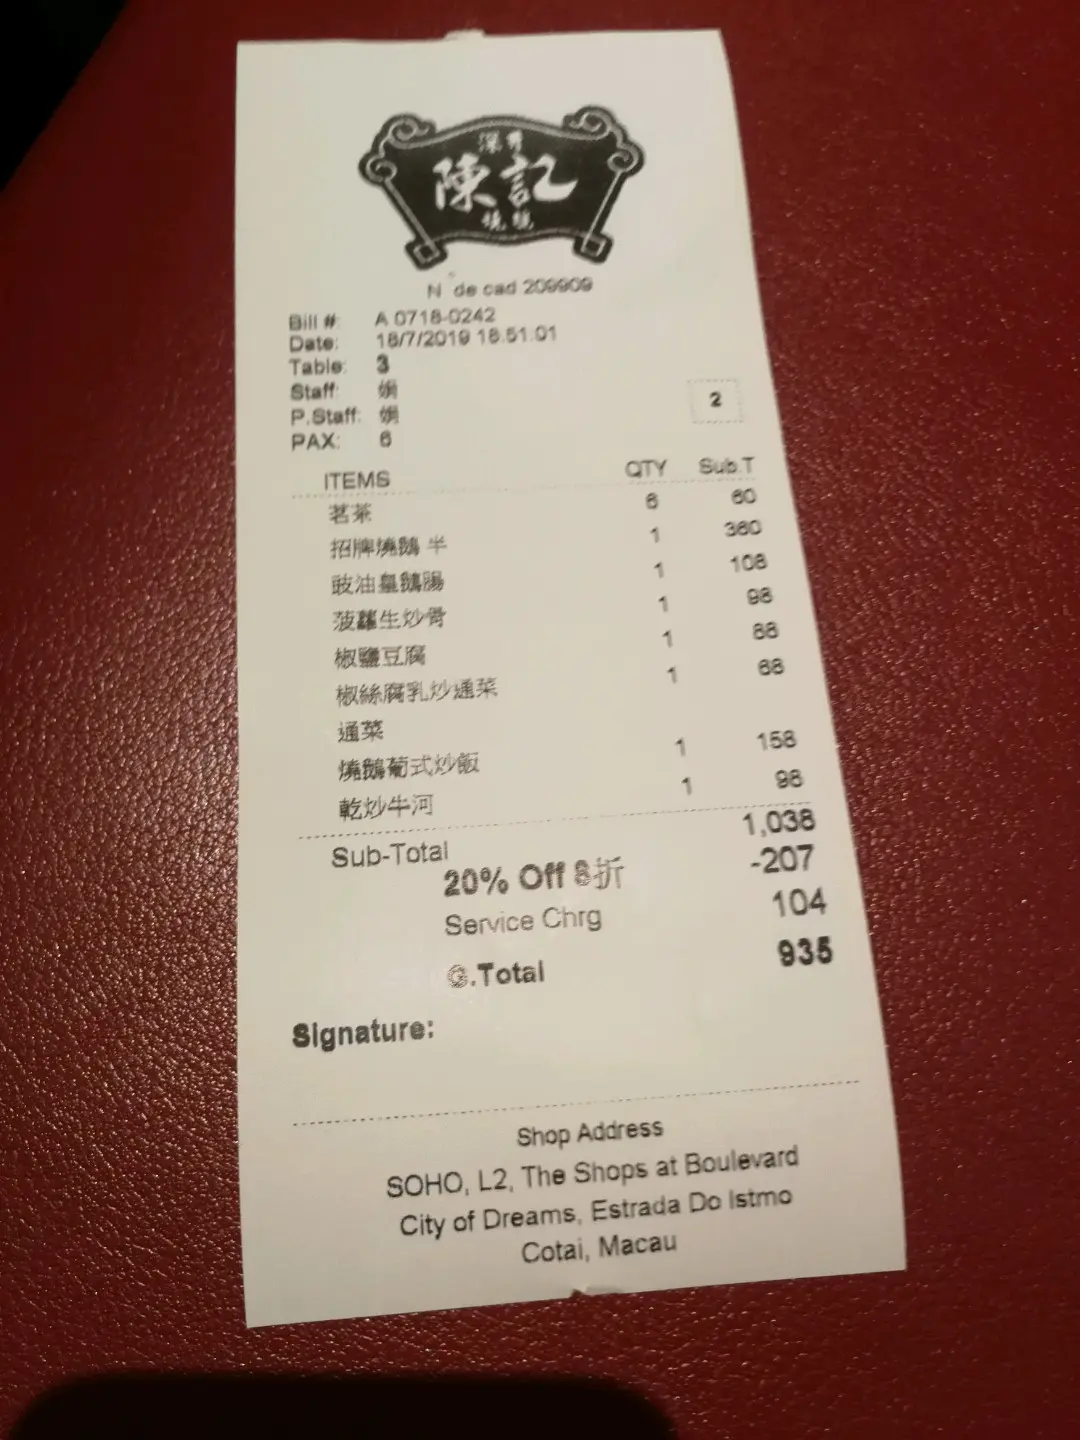 深井
陳記
燒鵝
N° de cad 209909
Bill #: A 0718-0242
Date: 18/7/2019 18:51:01
Table: 3
Staff: 娟
P.Staff: 娟
PAX: 6
2
ITEMS QTY Sub.T
茗茶 6 60
招牌燒鵝 半 1 360
豉油皇鵝腸 1 108
菠蘿生炒骨 1 98
椒鹽豆腐 1 88
椒絲腐乳炒通菜 1 68
通菜
燒鵝葡式炒飯 1 158
乾炒牛河 1 98
Sub-Total 1,038
20% Off 8折 -207
Service Chrg 104
G.Total 935
Signature:
Shop Address
SOHO, L2, The Shops at Boulevard
City of Dreams, Estrada Do Istmo
Cotai, Macau